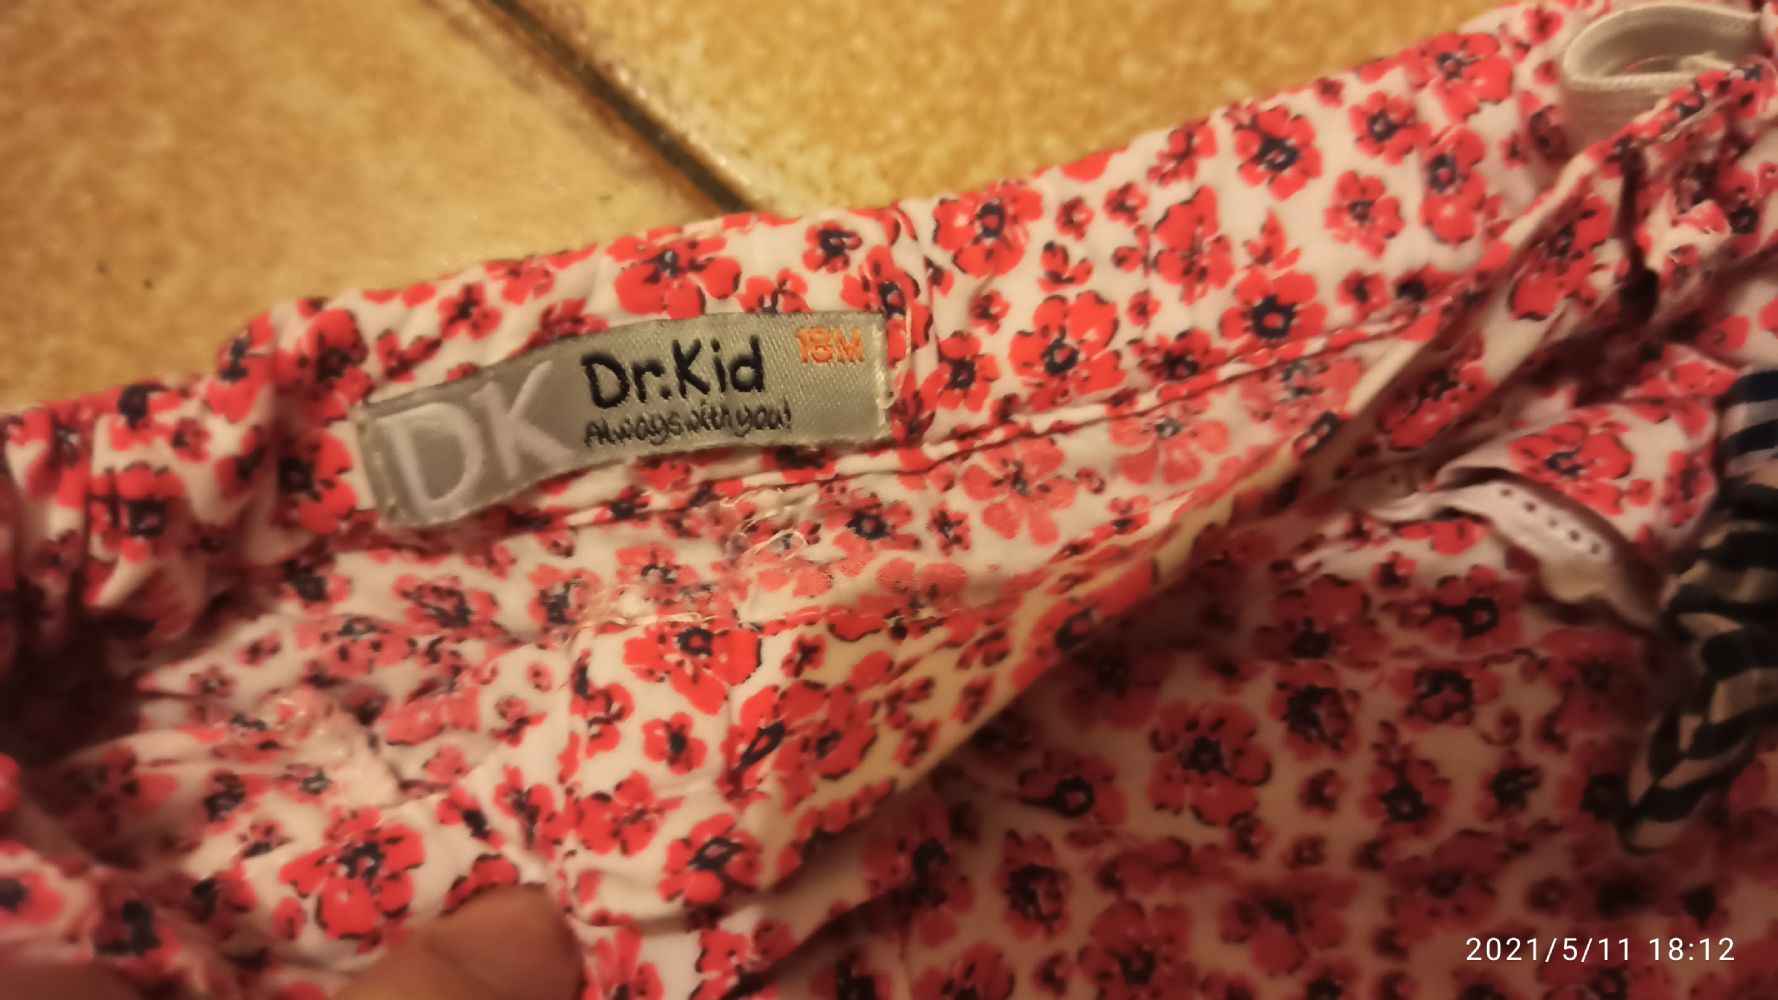 DK
Dr.Kid
18M
Always with you!
2021/5/11 18:12